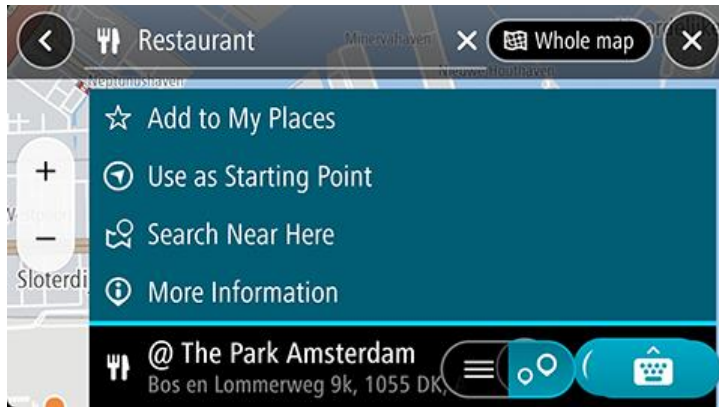 Restaurant
Minervahaven
Whole map
Neptunushaven
Nieuwe Houthaven
Add to My Places
Use as Starting Point
Search Near Here
Sloterdi
More Information
@ The Park Amsterdam
Bos en Lommerweg 9k, 1055 DK,